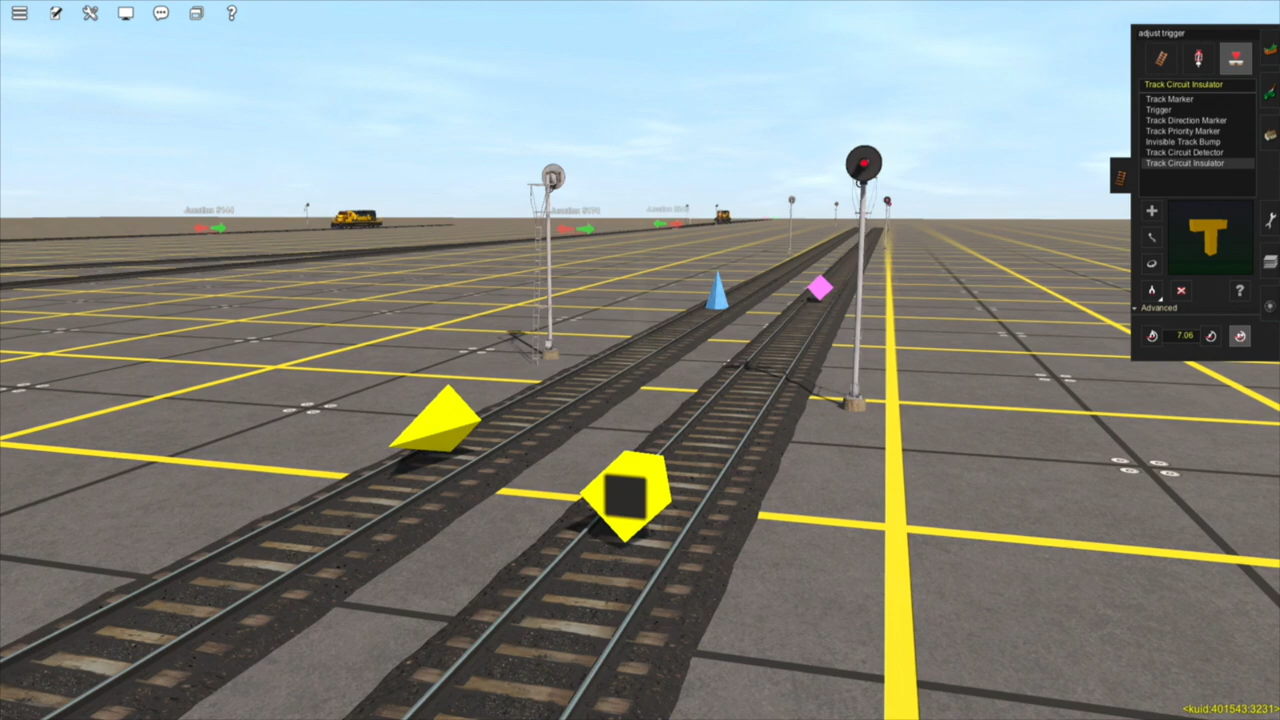 adjust trigger
Track Circuit Insulator
Track Marker
Trigger
Track Direction Marker
Track Priority Marker
Invisible Track Bump
Track Circuit Detector
Track Circuit Insulator
Advanced
7.06
<kuid:401543:3231>